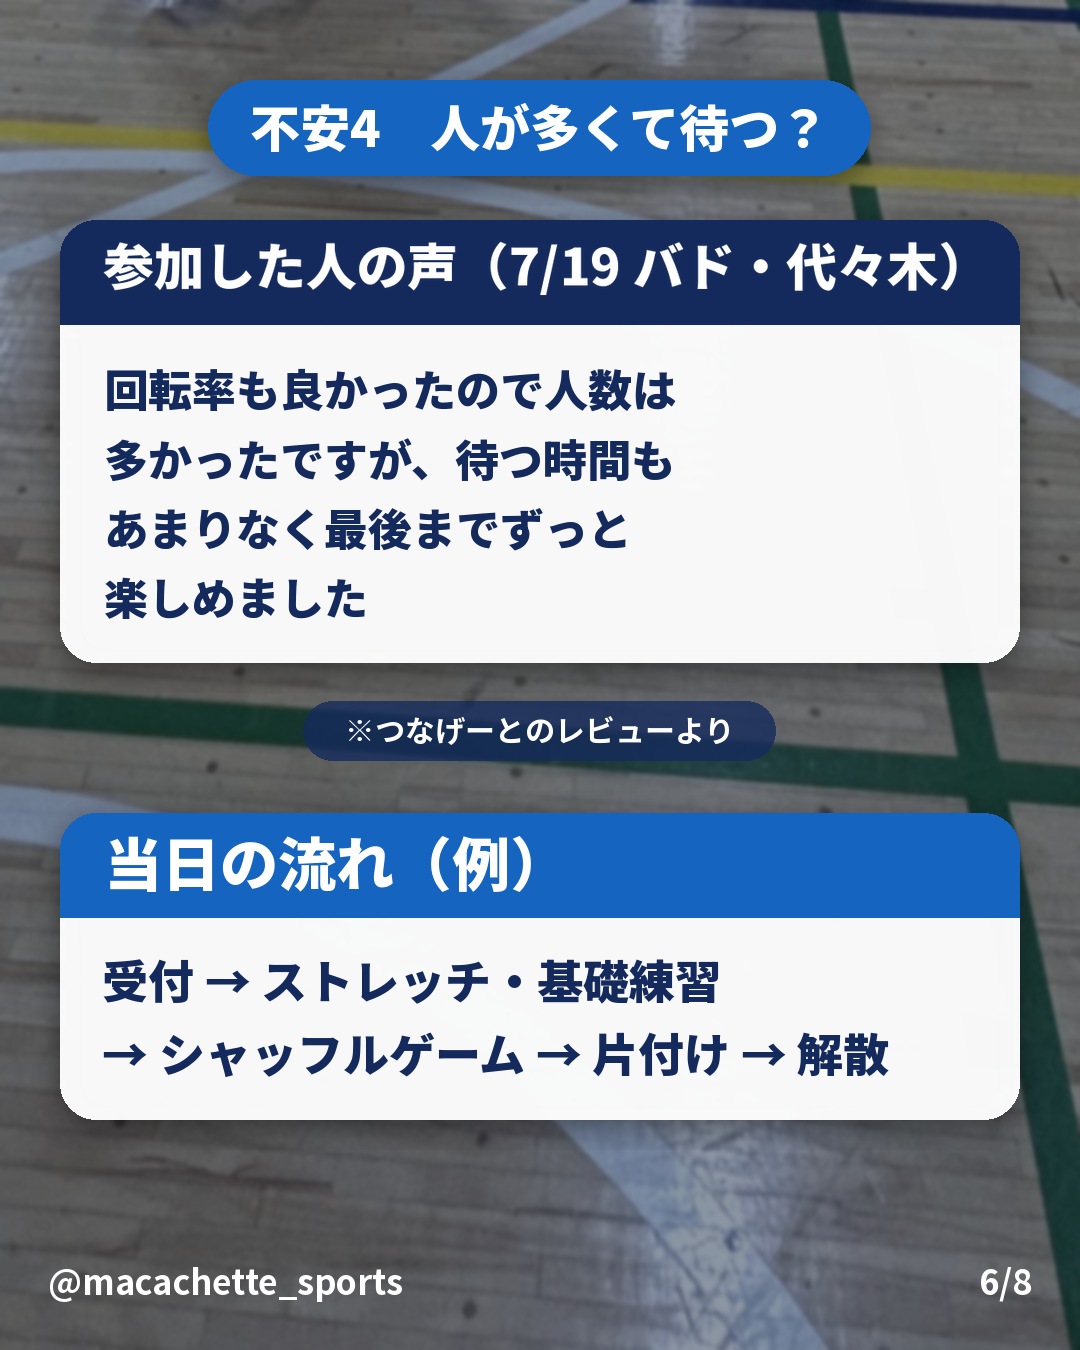 不安4　人が多くて待つ？
参加した人の声（7/19 バド・代々木）
回転率も良かったので人数は
多かったですが、待つ時間も
あまりなく最後までずっと
楽しめました
※つなげーとのレビューより
当日の流れ（例）
受付 → ストレッチ・基礎練習
→ シャッフルゲーム → 片付け → 解散
@macachette_sports
6/8